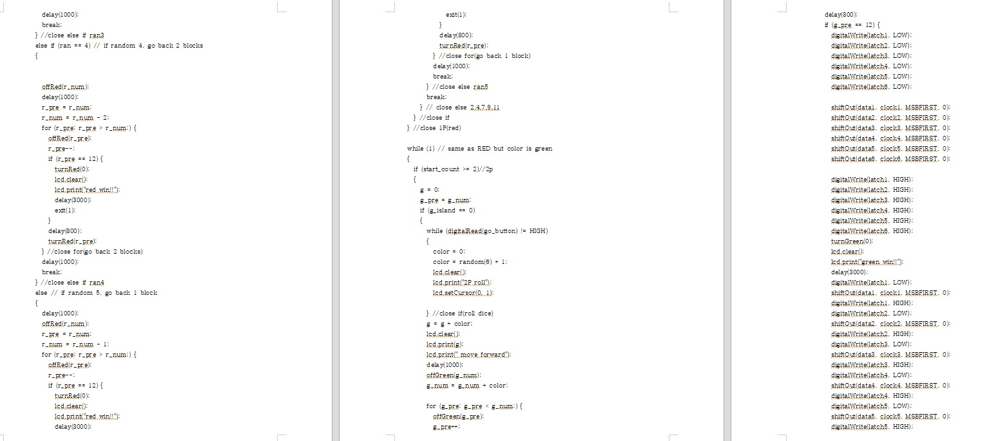 delay(1000);
break;
} //close else if ran3
else if (ran == 4) // if random 4, go back 2 blocks
{
offRed(r_num);
delay(1000);
r_pre = r_num;
r_num = r_num - 2;
for (r_pre; r_pre > r_num;) {
offRed(r_pre);
r_pre--;
if (r_pre == 12) {
turnRed(0);
lcd.clear();
lcd.print("red win!!");
delay(3000);
exit(1);
}
delay(800);
turnRed(r_pre);
} //close for(go back 2 blocks)
delay(1000);
break;
} //close else if ran4
else // if random 5, go back 1 block
{
delay(1000);
offRed(r_num);
r_pre = r_num;
r_num = r_num - 1;
for (r_pre; r_pre > r_num;) {
offRed(r_pre);
r_pre--;
if (r_pre == 12) {
turnRed(0);
lcd.clear();
lcd.print("red win!!");
delay(3000);
exit(1);
}
delay(800);
turnRed(r_pre);
} //close for(go back 1 block)
delay(1000);
break;
} //close else ran5
break;
} // close else 2,4,7,9,11
} //close if
} //close 1P(red)
while (1) // same as RED but color is green
{
if (start_count >= 2)//2p
{
g = 0;
g_pre = g_num;
if (g_island == 0)
{
while (digitalRead(go_button) != HIGH)
{
color = 0;
color = random(6) + 1;
lcd.clear();
lcd.print("2P roll");
lcd.setCursor(0, 1);
} //close if(roll dice)
g = g + color;
lcd.clear();
lcd.print(g);
lcd.print(" move forward");
delay(1000);
offGreen(g_num);
g_num = g_num + color;
for (g_pre; g_pre < g_num;) {
offGreen(g_pre);
g_pre++;
delay(800);
if (g_pre == 12) {
digitalWrite(latch1, LOW);
digitalWrite(latch2, LOW);
digitalWrite(latch3, LOW);
digitalWrite(latch4, LOW);
digitalWrite(latch5, LOW);
digitalWrite(latch6, LOW);
shiftOut(data1, clock1, MSBFIRST, 0);
shiftOut(data2, clock2, MSBFIRST, 0);
shiftOut(data3, clock3, MSBFIRST, 0);
shiftOut(data4, clock4, MSBFIRST, 0);
shiftOut(data5, clock5, MSBFIRST, 0);
shiftOut(data6, clock6, MSBFIRST, 0);
digitalWrite(latch1, HIGH);
digitalWrite(latch2, HIGH);
digitalWrite(latch3, HIGH);
digitalWrite(latch4, HIGH);
digitalWrite(latch5, HIGH);
digitalWrite(latch6, HIGH);
turnGreen(0);
lcd.clear();
lcd.print("green win!!");
delay(3000);
digitalWrite(latch1, LOW);
shiftOut(data1, clock1, MSBFIRST, 0);
digitalWrite(latch1, HIGH);
digitalWrite(latch2, LOW);
shiftOut(data2, clock2, MSBFIRST, 0);
digitalWrite(latch2, HIGH);
digitalWrite(latch3, LOW);
shiftOut(data3, clock3, MSBFIRST, 0);
digitalWrite(latch3, HIGH);
digitalWrite(latch4, LOW);
shiftOut(data4, clock4, MSBFIRST, 0);
digitalWrite(latch4, HIGH);
digitalWrite(latch5, LOW);
shiftOut(data5, clock5, MSBFIRST, 0);
digitalWrite(latch5, HIGH);